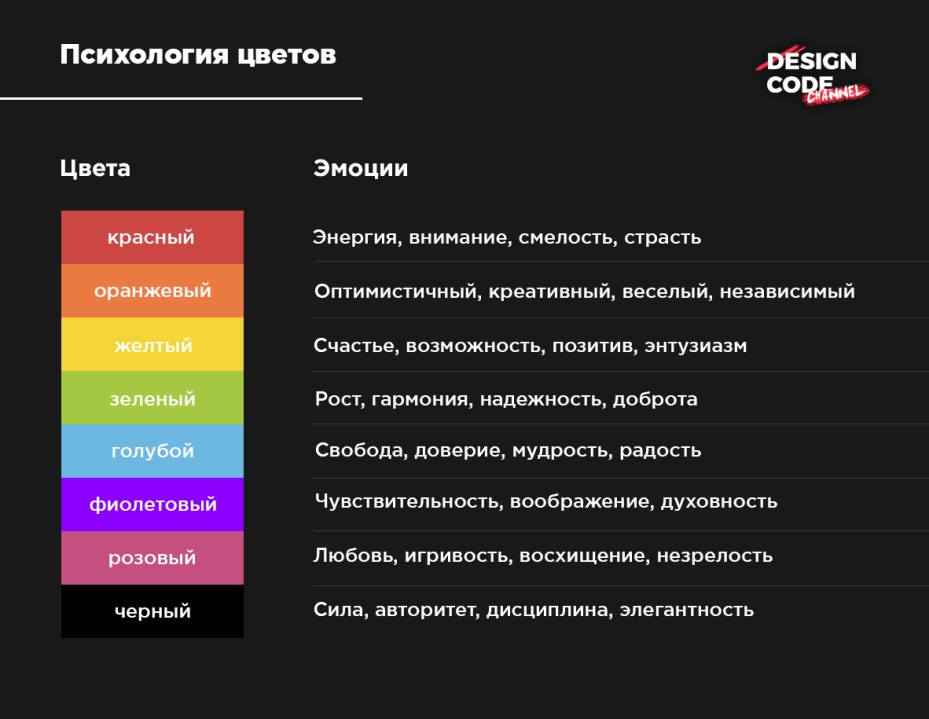 Психология цветов
DESIGN
CODE
CHANNEL
Цвета Эмоции
красный Энергия, внимание, смелость, страсть
оранжевый Оптимистичный, креативный, веселый, независимый
желтый Счастье, возможность, позитив, энтузиазм
зеленый Рост, гармония, надежность, доброта
голубой Свобода, доверие, мудрость, радость
фиолетовый Чувствительность, воображение, духовность
розовый Любовь, игривость, восхищение, незрелость
черный Сила, авторитет, дисциплина, элегантность